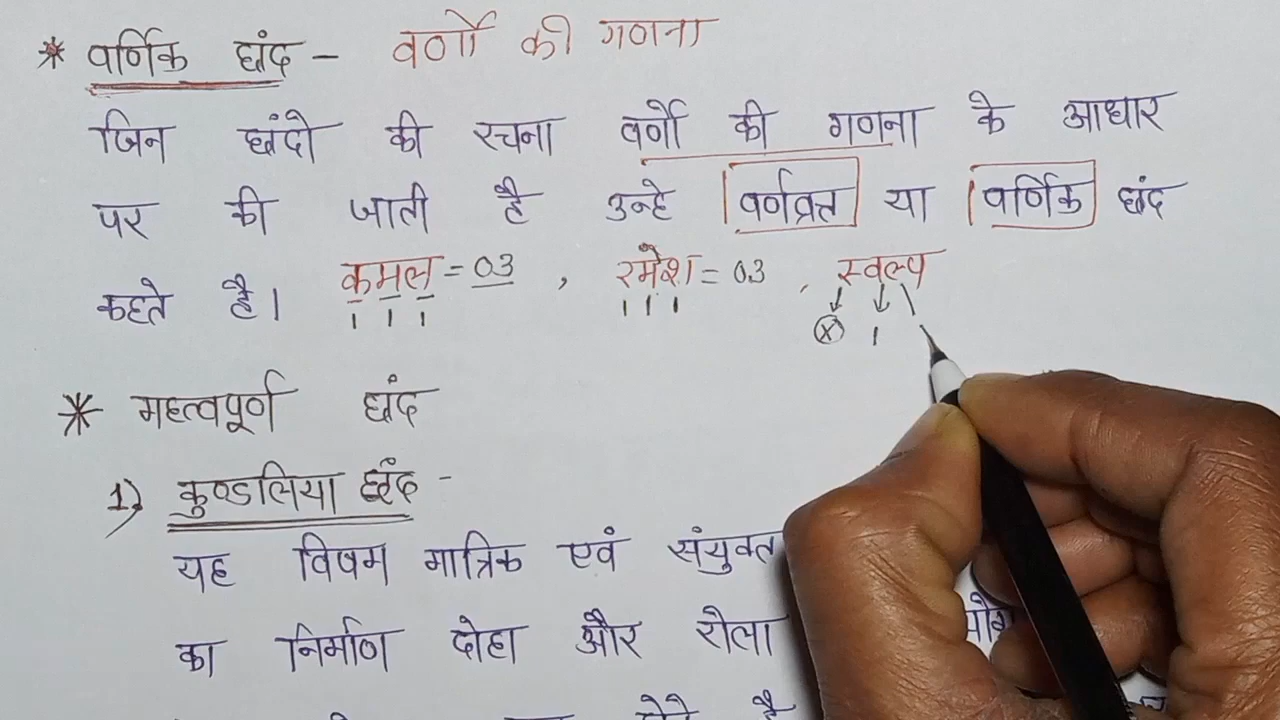 * वर्णिक छंद - वर्णो की गणना
जिन छंदो की रचना वर्णो की गणना के आधार
पर की जाती है उन्हे वर्णव्रत्त या वर्णिक छंद
कहते है। कमल = 03 , रमेश = 03 , स्वल्प
* महत्वपूर्ण छंद
1) कुण्डलिया छंद -
यह विषम मात्रिक एवं संयुक्त
का निर्माण दोहा और रोला
होते है